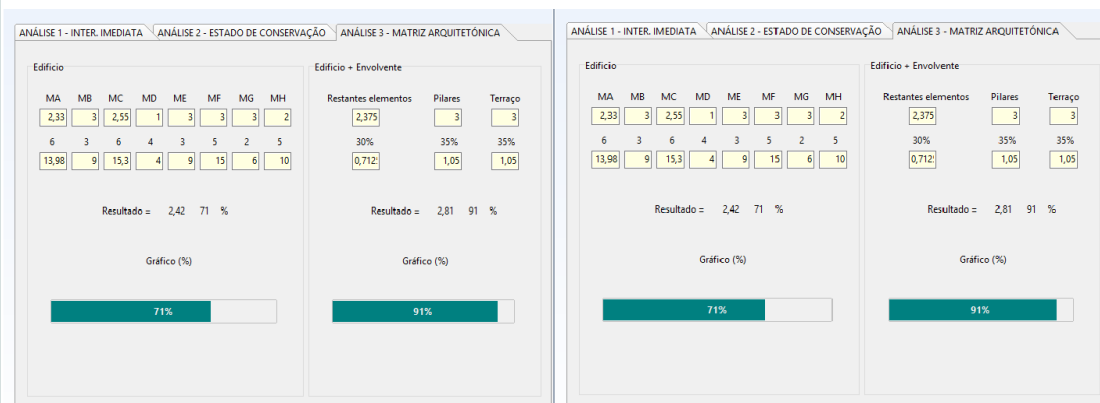 ANÁLISE 1 - INTER. IMEDIATA ANÁLISE 2 - ESTADO DE CONSERVAÇÃO ANÁLISE 3 - MATRIZ ARQUITETÓNICA
Edificio
MA MB MC MD ME MF MG MH
2,33 3 2,55 1 3 3 3 2
6 3 6 4 3 5 2 5
13,98 9 15,3 4 9 15 6 10
Resultado = 2,42 71 %
Gráfico (%)
71%
Edificio + Envolvente
Restantes elementos Pilares Terraço
2,375 3 3
30% 35% 35%
0,712 1,05 1,05
Resultado = 2,81 91 %
Gráfico (%)
91%
ANÁLISE 1 - INTER. IMEDIATA ANÁLISE 2 - ESTADO DE CONSERVAÇÃO ANÁLISE 3 - MATRIZ ARQUITETÓNICA
Edificio
MA MB MC MD ME MF MG MH
2,33 3 2,55 1 3 3 3 2
6 3 6 4 3 5 2 5
13,98 9 15,3 4 9 15 6 10
Resultado = 2,42 71 %
Gráfico (%)
71%
Edificio + Envolvente
Restantes elementos Pilares Terraço
2,375 3 3
30% 35% 35%
0,712 1,05 1,05
Resultado = 2,81 91 %
Gráfico (%)
91%